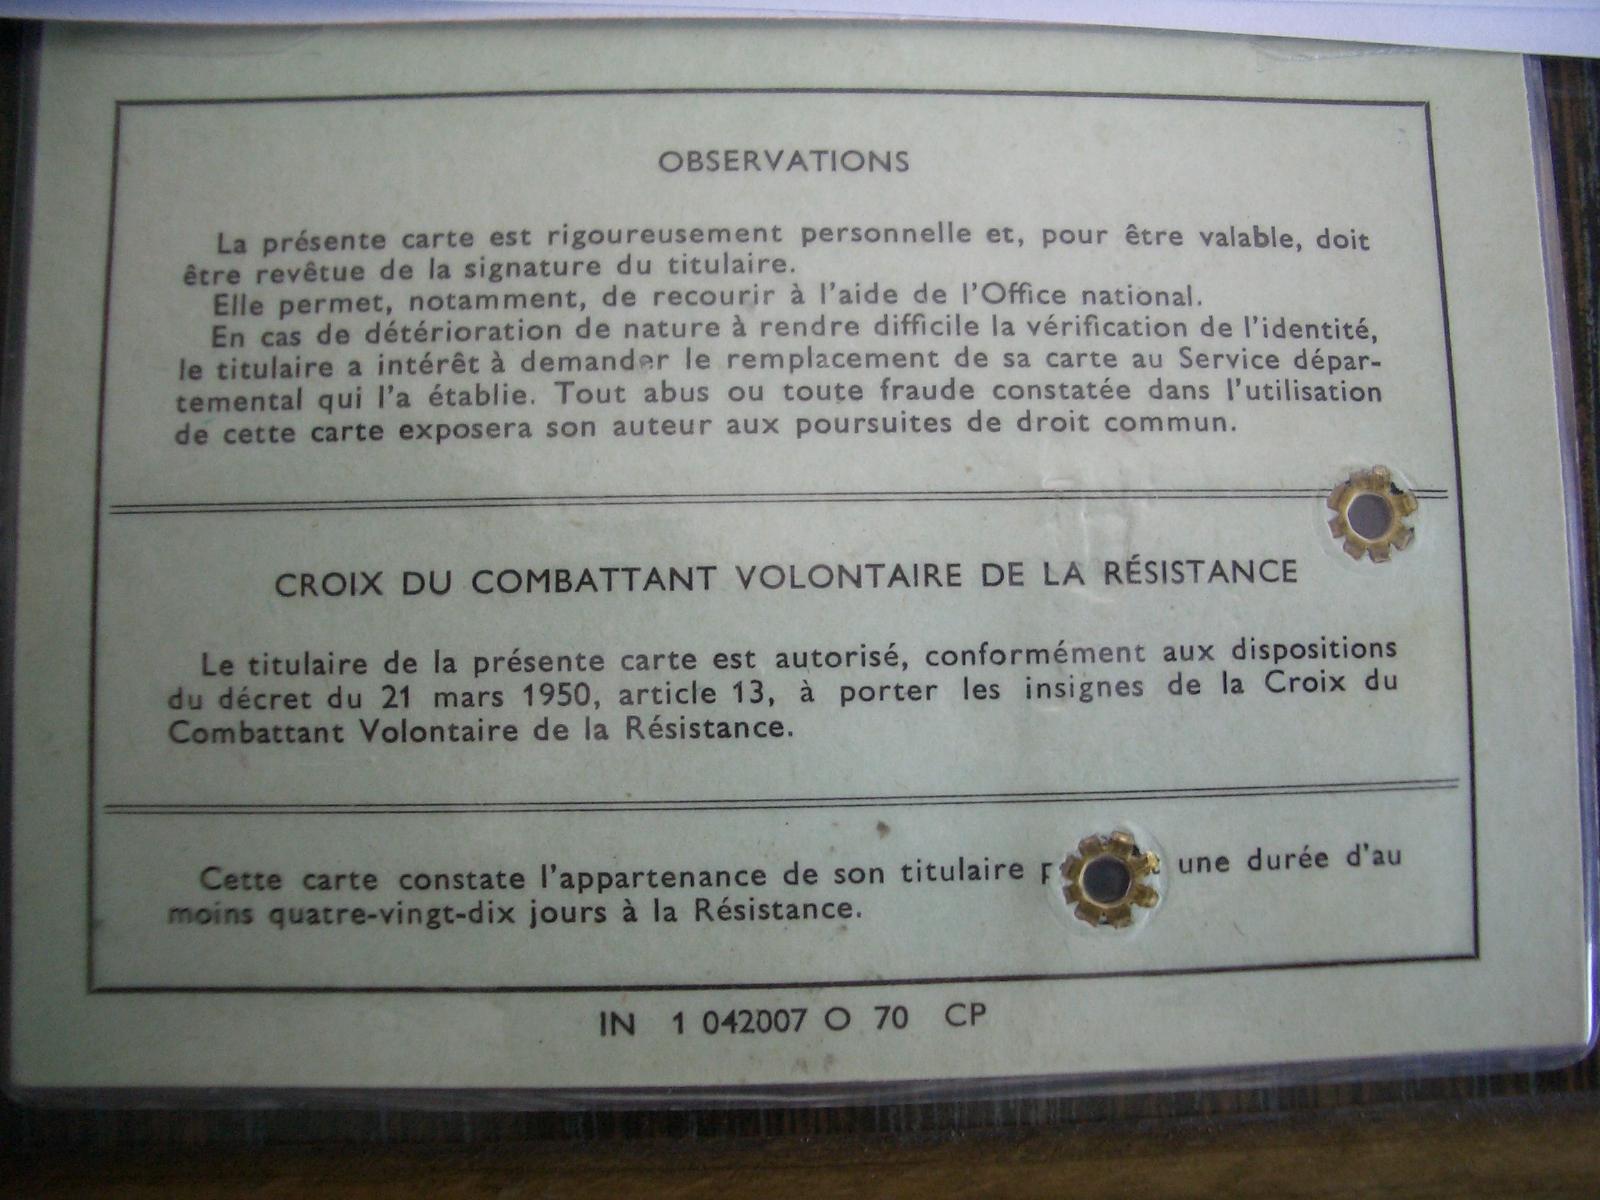 OBSERVATIONS
La présente carte est rigoureusement personnelle et, pour être valable, doit
être revêtue de la signature du titulaire.
Elle permet, notamment, de recourir à l'aide de l'Office national.
En cas de détérioration de nature à rendre difficile la vérification de l'identité,
le titulaire a intérêt à demander le remplacement de sa carte au Service dépar-
temental qui l'a établie. Tout abus ou toute fraude constatée dans l'utilisation
de cette carte exposera son auteur aux poursuites de droit commun.
CROIX DU COMBATTANT VOLONTAIRE DE LA RÉSISTANCE
Le titulaire de la présente carte est autorisé, conformément aux dispositions
du décret du 21 mars 1950, article 13, à porter les insignes de la Croix du
Combattant Volontaire de la Résistance.
Cette carte constate l'appartenance de son titulaire une durée d'au
moins quatre-vingt-dix jours à la Résistance.
IN 1 042007 O 70 CP